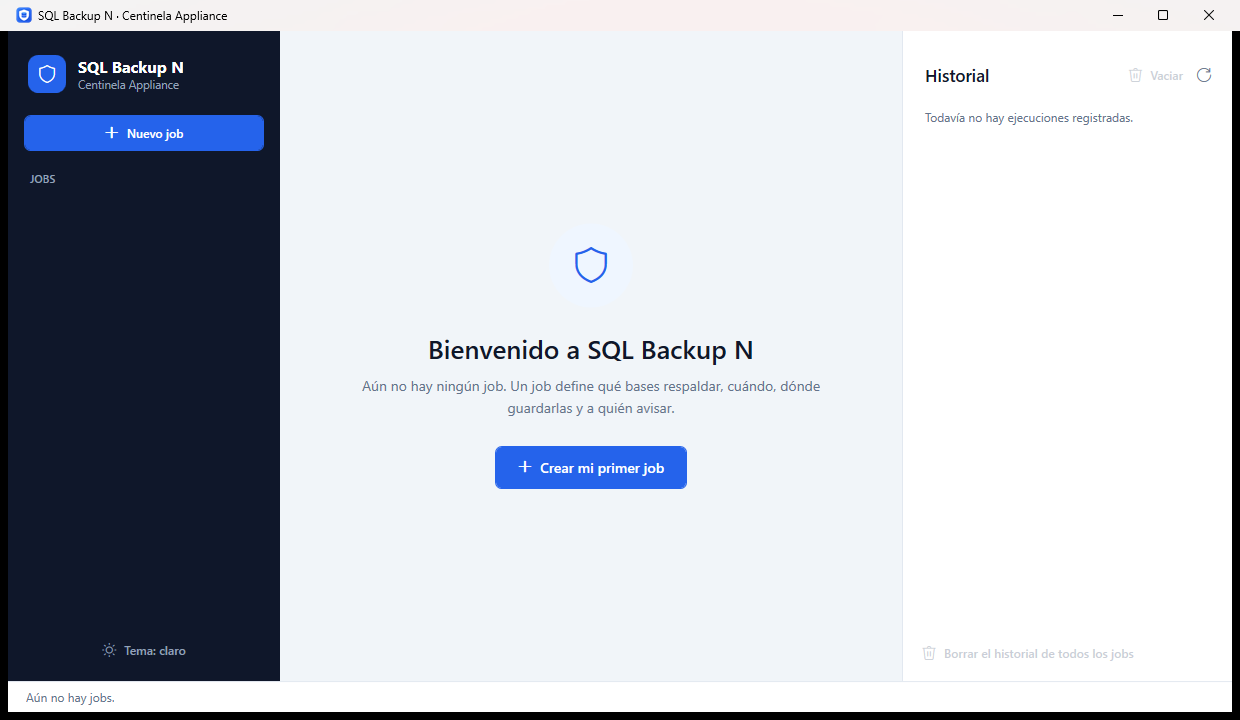 SQL Backup N · Centinela Appliance
SQL Backup N
Centinela Appliance
Nuevo job
JOBS
Tema: claro
Bienvenido a SQL Backup N
Aún no hay ningún job. Un job define qué bases respaldar, cuándo, dónde
guardarlas y a quién avisar.
Crear mi primer job
Historial
Vaciar
Todavía no hay ejecuciones registradas.
Borrar el historial de todos los jobs
Aún no hay jobs.